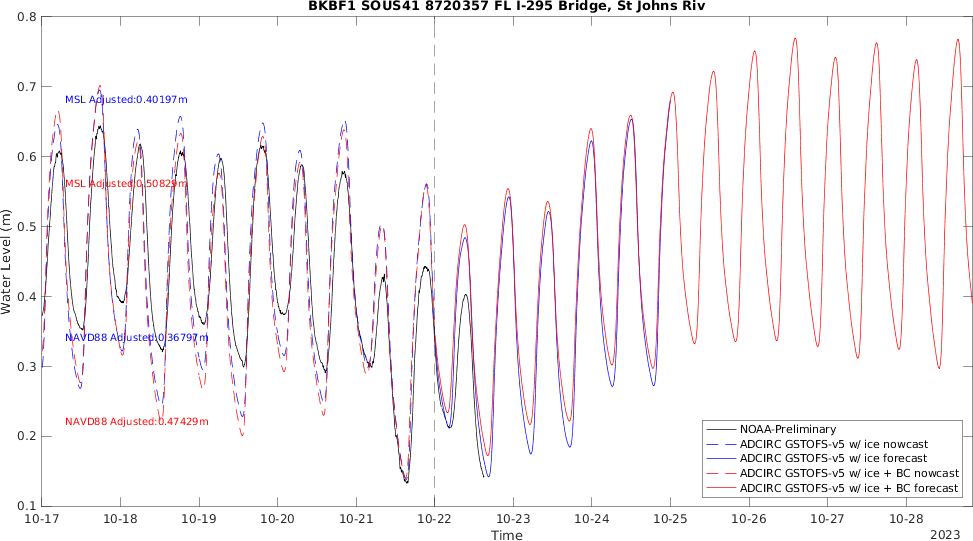 BKBF1 SOUS41 8720357 FL I-295 Bridge, St Johns Riv
0.8
0.7
0.6
0.5
0.4
0.3
0.2
0.1
Water Level (m)
MSL Adjusted:0.40197m
MSL Adjusted:0.50829m
NAVD88 Adjusted:0.36797m
NAVD88 Adjusted:0.47429m
NOAA-Preliminary
ADCIRC GSTOFS-v5 w/ ice nowcast
ADCIRC GSTOFS-v5 w/ ice forecast
ADCIRC GSTOFS-v5 w/ ice + BC nowcast
ADCIRC GSTOFS-v5 w/ ice + BC forecast
10-17 10-18 10-19 10-20 10-21 10-22 10-23 10-24 10-25 10-26 10-27 10-28
Time
2023